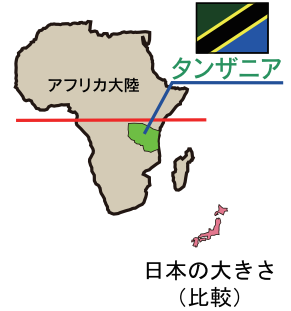 タンザニア
アフリカ大陸
日本の大きさ
（比較）